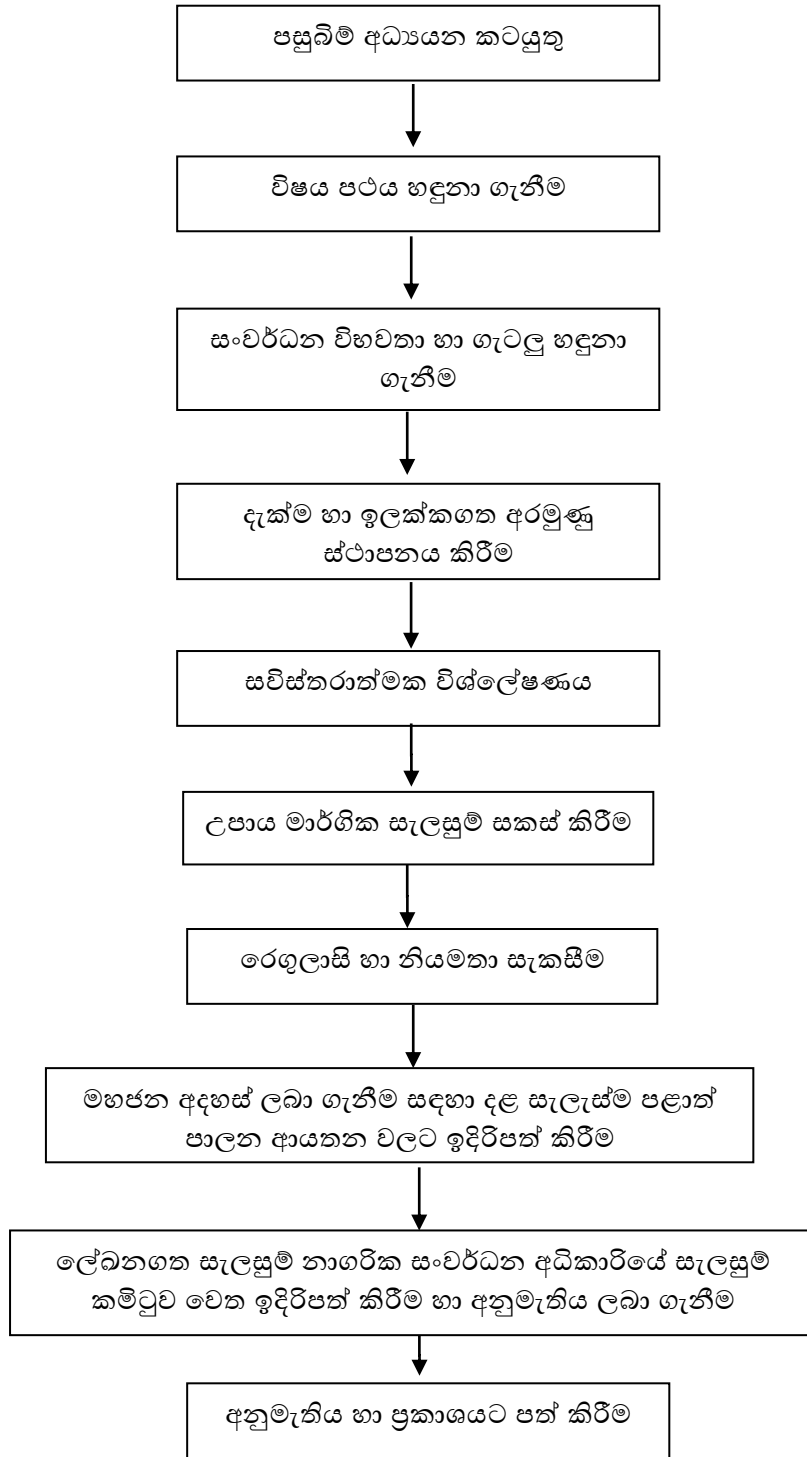 පසුබිම් අධ්‍යයන කටයුතු
විෂය පථය හඳුනා ගැනීම
සංවර්ධන විභවතා හා ගැටලු හඳුනා
ගැනීම
දැක්ම හා ඉලක්කගත අරමුණු
ස්ථාපනය කිරීම
සවිස්තරාත්මක විශ්ලේෂණය
උපාය මාර්ගික සැලසුම් සකස් කිරීම
රෙගුලාසි හා නියමතා සැකසීම
මහජන අදහස් ලබා ගැනීම සඳහා දළ සැලැස්ම පළාත්
පාලන ආයතන වලට ඉදිරිපත් කිරීම
ලේඛනගත සැලසුම් නාගරික සංවර්ධන අධිකාරියේ සැලසුම්
කමිටුව වෙත ඉදිරිපත් කිරීම හා අනුමැතිය ලබා ගැනීම
අනුමැතිය හා ප්‍රකාශයට පත් කිරීම